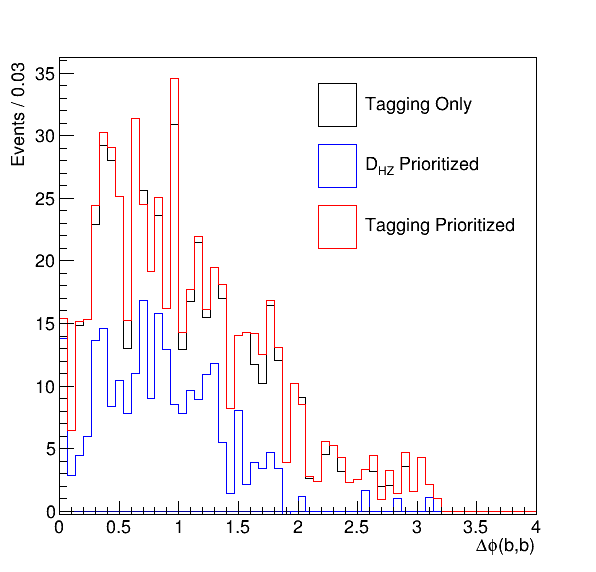 Events / 0.03
35
30
25
20
15
10
5
0
Tagging Only
D_HZ Prioritized
Tagging Prioritized
0 0.5 1 1.5 2 2.5 3 3.5 4
Δϕ(b,b)